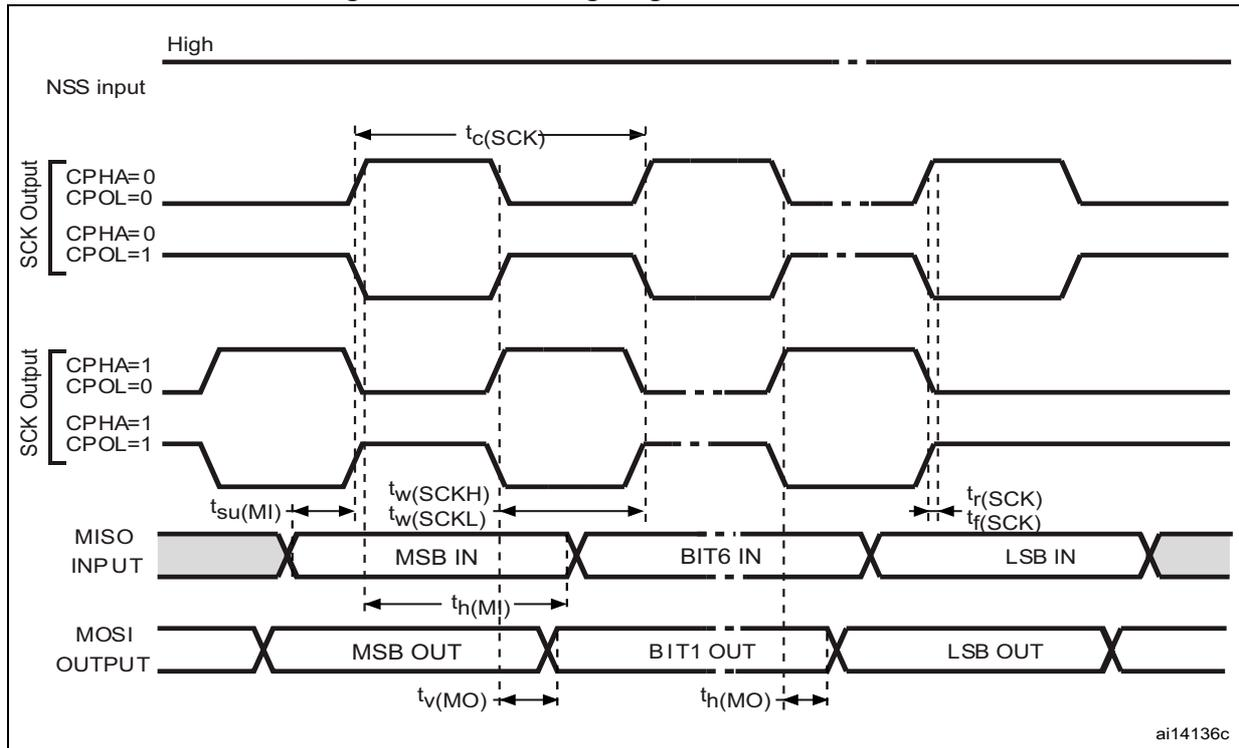 High
NSS input
tc(SCK)
SCK Output
CPHA=0
CPOL=0
CPHA=0
CPOL=1
SCK Output
CPHA=1
CPOL=0
CPHA=1
CPOL=1
tsu(MI)
tw(SCKH)
tw(SCKL)
tr(SCK)
tf(SCK)
MISO
INPUT
MSB IN
BIT6 IN
LSB IN
th(MI)
MOSI
OUTPUT
MSB OUT
BIT1 OUT
LSB OUT
tv(MO)
th(MO)
ai14136c